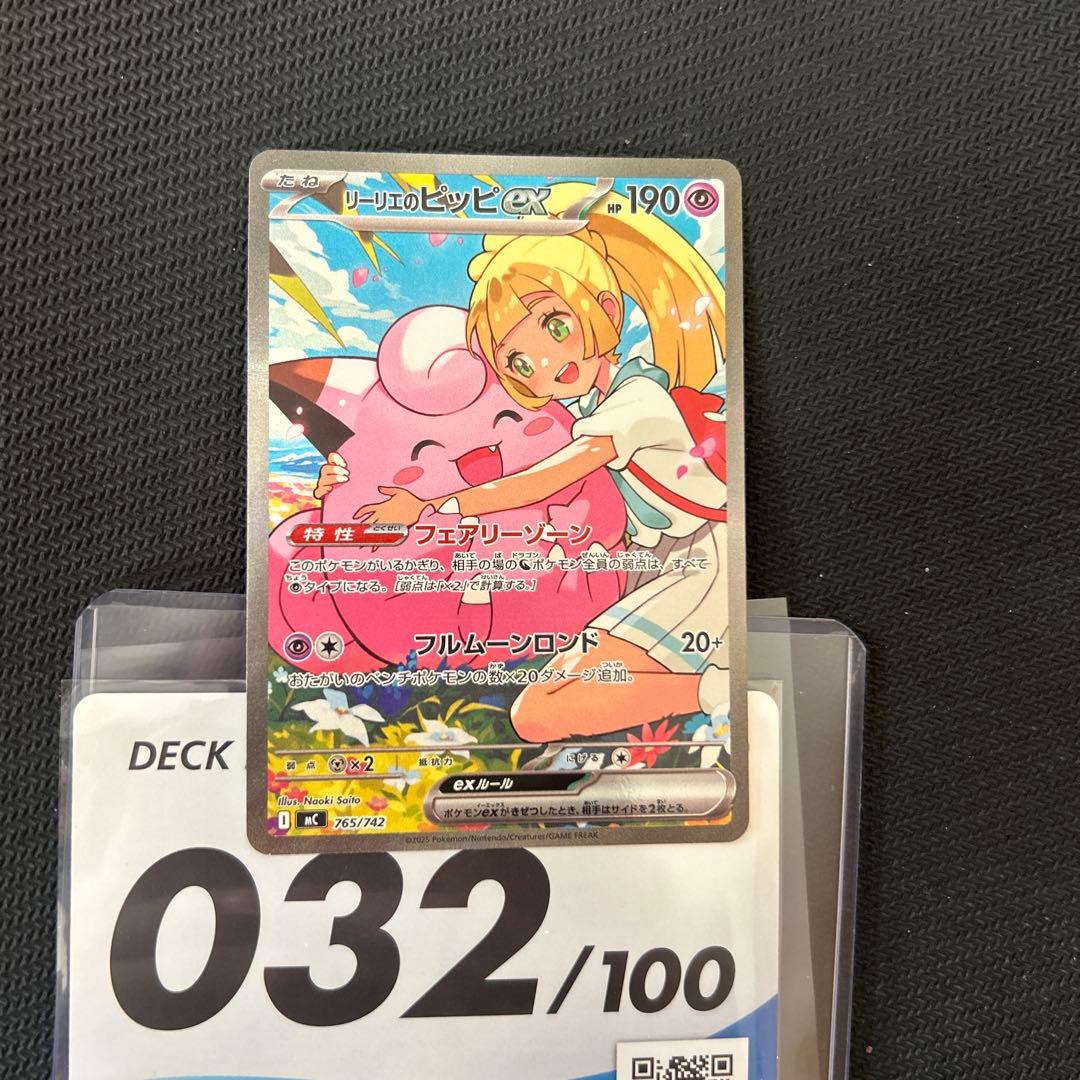 たね
リーリエのピッピex HP 190
特性 とくせい フェアリーゾーン
このポケモンがいるかぎり、相手の場のポケモン全員の弱点は、すべて
タイプになる。[弱点は「×2」で計算する。]
フルムーンロンド 20+
おたがいのベンチポケモンの数×20ダメージ追加。
弱点 ×2 抵抗力 にげる
exルール
ポケモンexがきぜつしたとき、相手はサイドを2枚とる。
Illus. Naoki Saito
I MC 765/742
©2025 Pokémon/Nintendo/Creatures/GAME FREAK
DECK
032/100